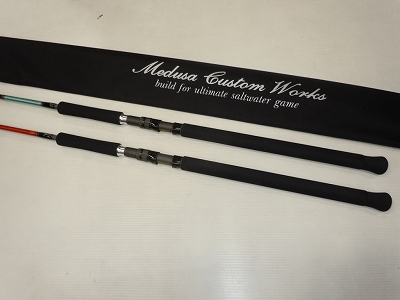 Medusa Custom Works
build for ultimate saltwater game